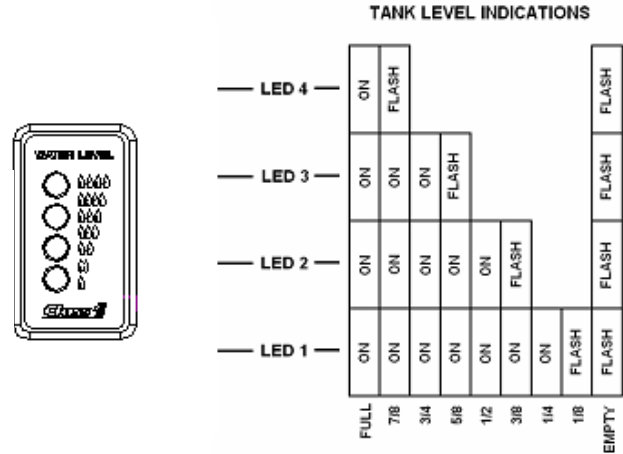 TANK LEVEL INDICATIONS
WATER LEVEL
Class 1
LED 4 ON FLASH FLASH
LED 3 ON ON ON FLASH FLASH
LED 2 ON ON ON ON ON FLASH FLASH
LED 1 ON ON ON ON ON ON ON FLASH FLASH
FULL 7/8 3/4 5/8 1/2 3/8 1/4 1/8 EMPTY